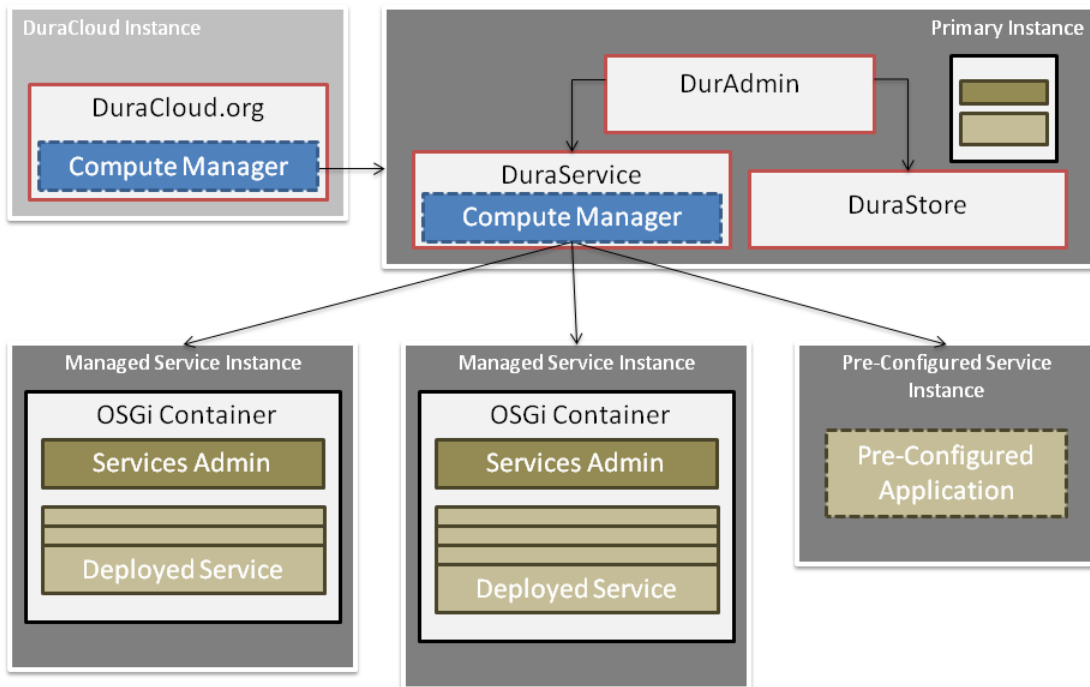 DuraCloud Instance
DuraCloud.org
Compute Manager
Primary Instance
DurAdmin
DuraService
Compute Manager
DuraStore
Managed Service Instance
OSGi Container
Services Admin
Deployed Service
Managed Service Instance
OSGi Container
Services Admin
Deployed Service
Pre-Configured Service
Instance
Pre-Configured
Application